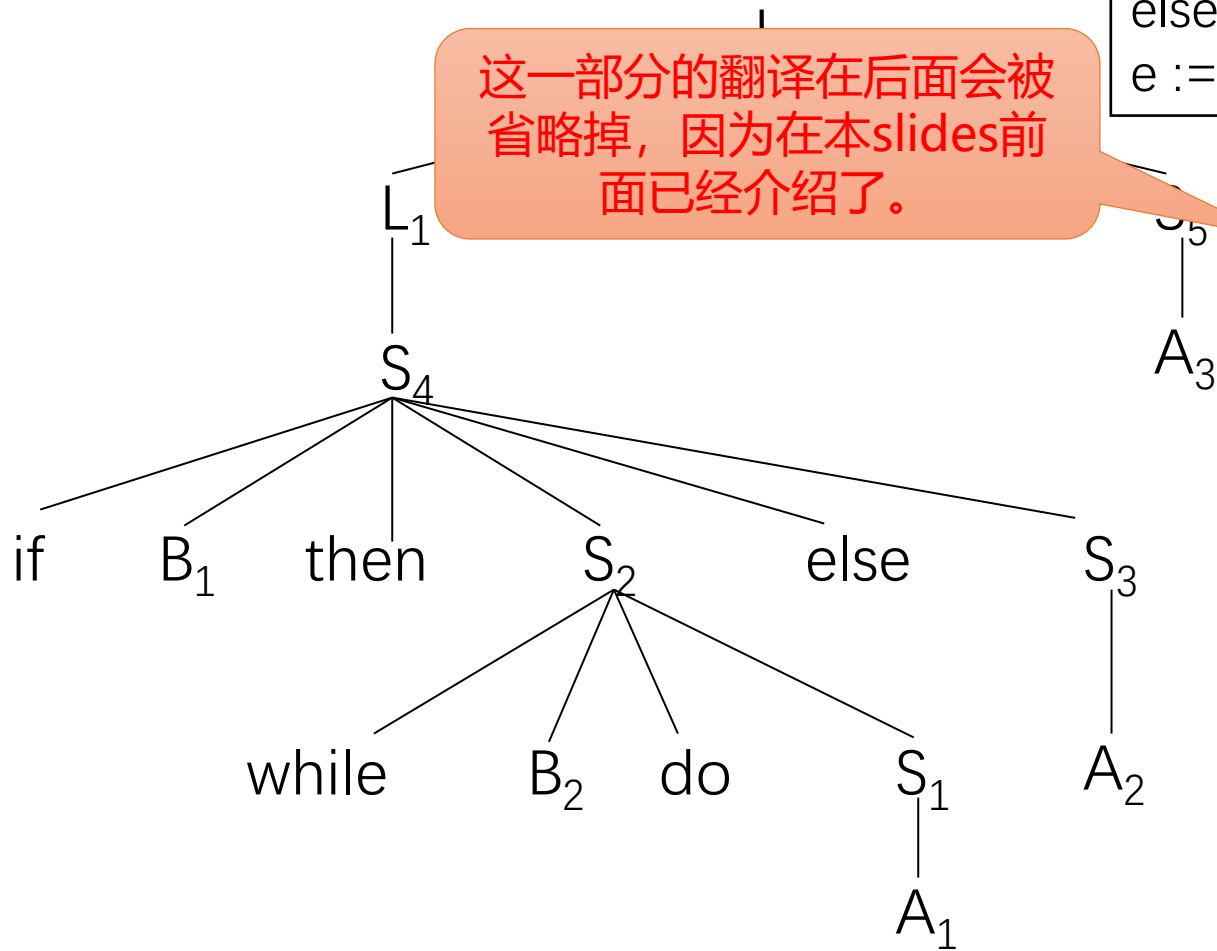 else
e :=
这一部分的翻译在后面会被
省略掉，因为在本slides前
面已经介绍了。
L₁
S₅
S₄
A₃
if B₁ then S₂ else S₃
while B₂ do S₁ A₂
A₁